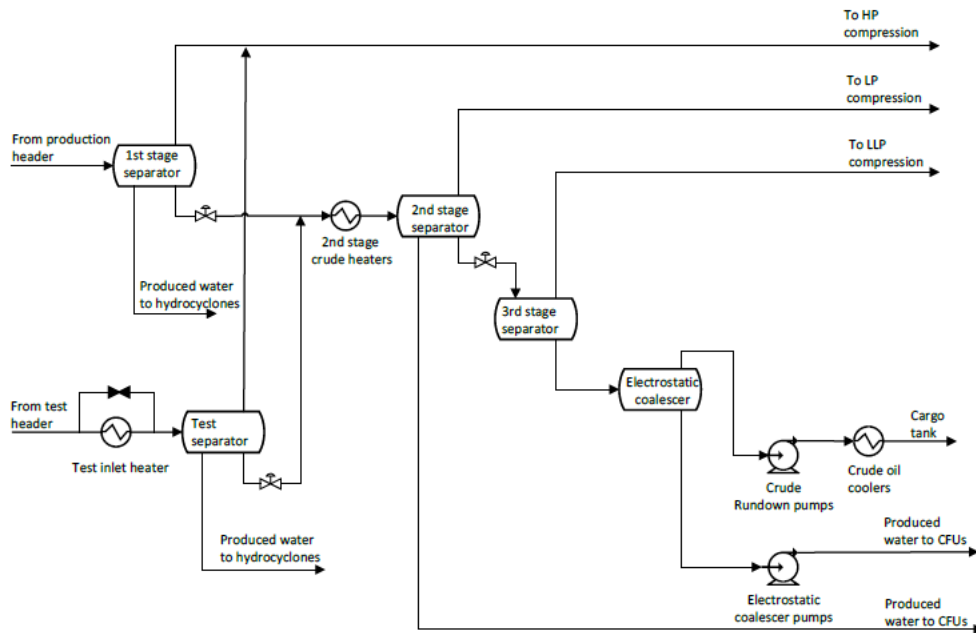 To HP
compression
To LP
compression
From production
header
1st stage
separator
To LLP
compression
2nd stage
separator
2nd stage
crude heaters
Produced water
to hydrocyclones
3rd stage
separator
From test
header
Test
separator
Test inlet heater
Electrostatic
coalescer
Cargo
tank
Crude
Rundown pumps
Crude oil
coolers
Produced water
to hydrocyclones
Produced
water to CFUs
Electrostatic
coalescer pumps
Produced
water to CFUs